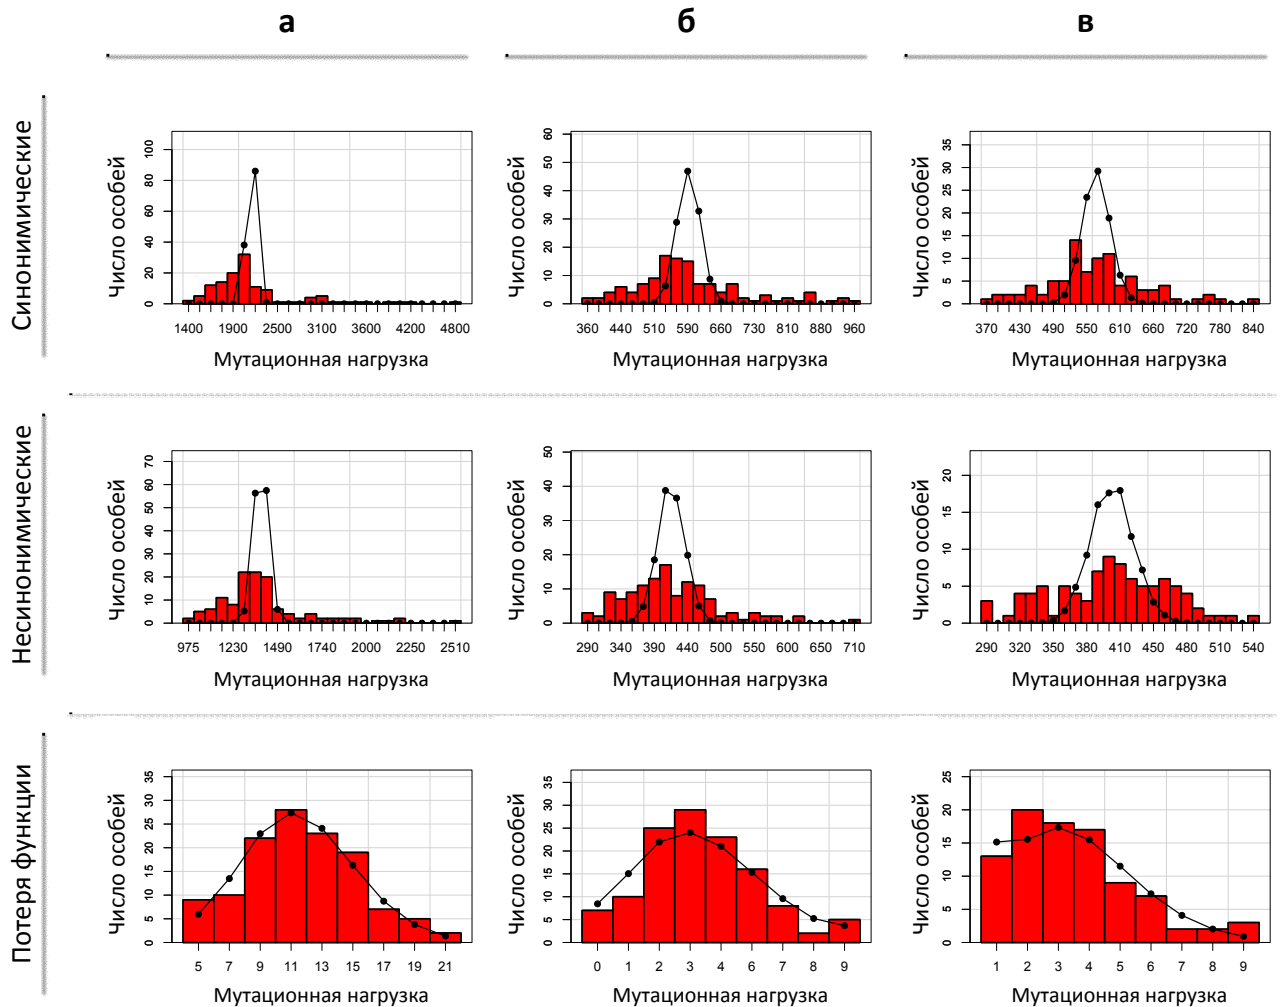 а б в
Синонимические
Число особей
0 20 40 60 80 100
1400 1900 2500 3100 3600 4200 4800
Мутационная нагрузка
Число особей
0 10 20 30 40 50 60
360 440 510 590 660 730 810 880 960
Мутационная нагрузка
Число особей
0 5 10 15 20 25 30 35
370 430 490 550 610 660 720 780 840
Мутационная нагрузка
Несинонимические
Число особей
0 10 20 30 40 50 60 70
975 1230 1490 1740 2000 2250 2510
Мутационная нагрузка
Число особей
0 10 20 30 40 50
290 340 390 440 500 540 600 650 710
Мутационная нагрузка
Число особей
0 5 10 15 20
290 320 350 380 410 450 480 510 540
Мутационная нагрузка
Потеря функции
Число особей
0 5 10 15 20 25 30 35
5 7 9 11 13 15 17 19 21
Мутационная нагрузка
Число особей
0 5 10 15 20 25 30 35
0 1 2 3 4 6 7 8 9
Мутационная нагрузка
Число особей
0 5 10 15 20 25
1 2 3 4 5 6 7 8 9
Мутационная нагрузка